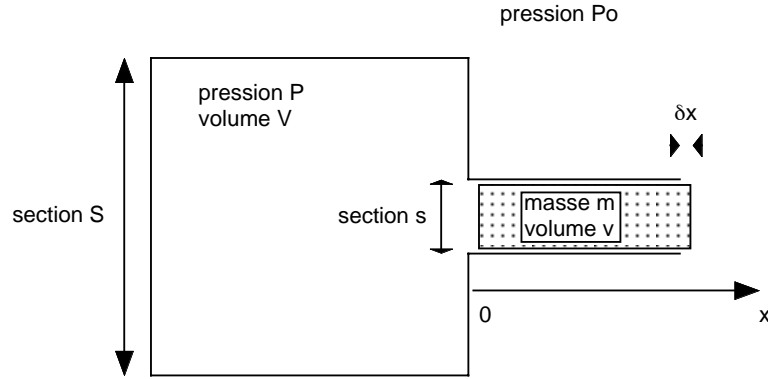 pression Po
pression P
volume V
δx
section S
section s
masse m
volume v
0
x